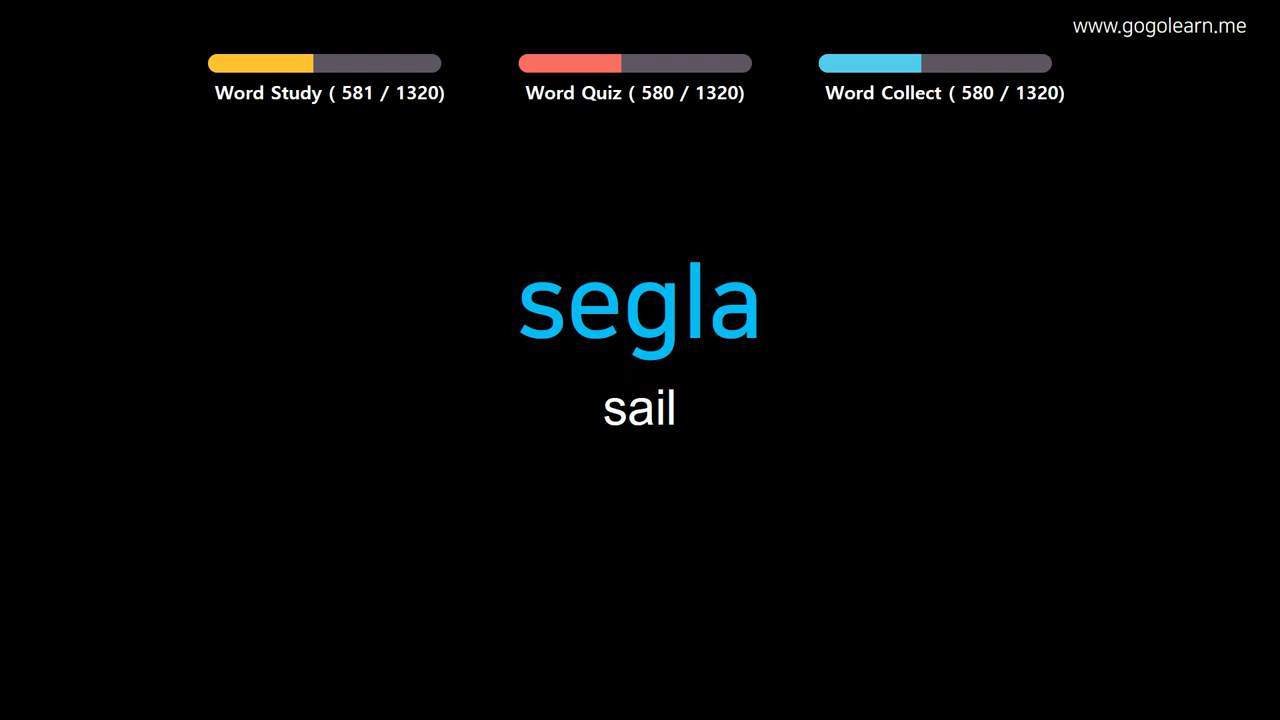 www.gogolearn.me
Word Study ( 581 / 1320)
Word Quiz ( 580 / 1320)
Word Collect ( 580 / 1320)
segla
sail